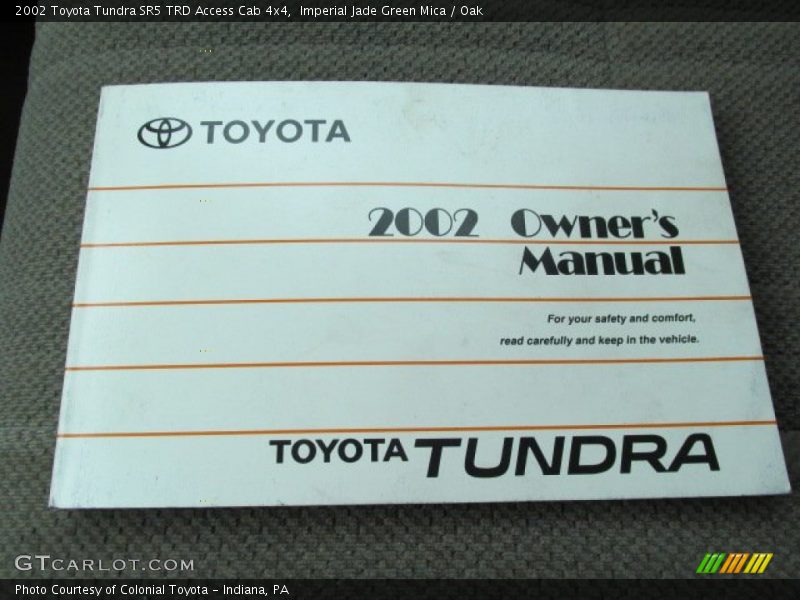 2002 Toyota Tundra SR5 TRD Access Cab 4x4,  Imperial Jade Green Mica / Oak
TOYOTA
2002 Owner's
Manual
For your safety and comfort,
read carefully and keep in the vehicle.
TOYOTA TUNDRA
GTCARLOT.COM
Photo Courtesy of Colonial Toyota - Indiana, PA